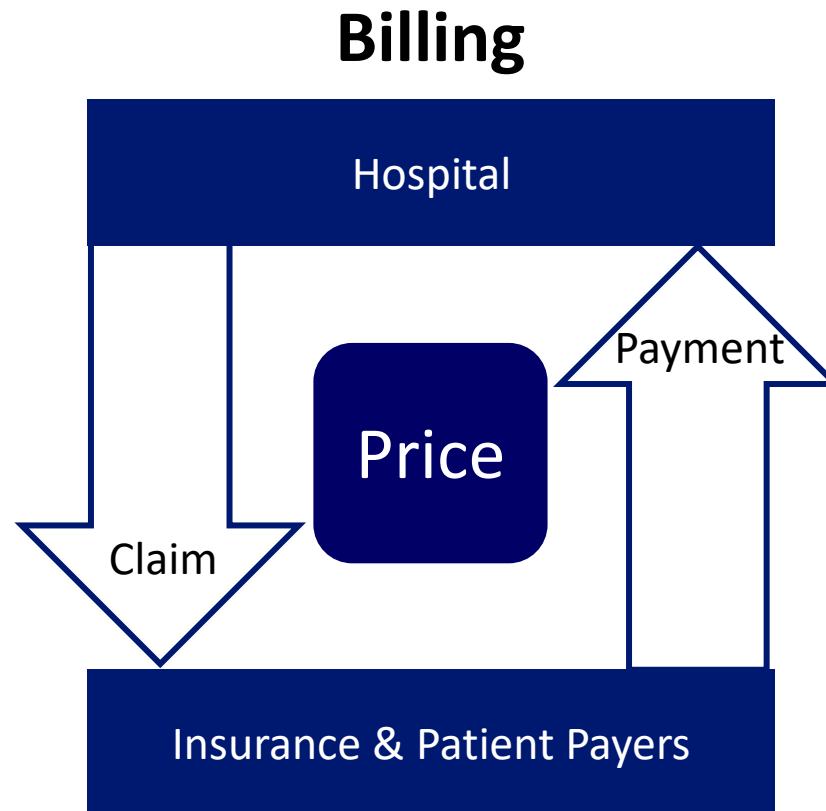 Billing
Hospital
Payment
Price
Claim
Insurance & Patient Payers